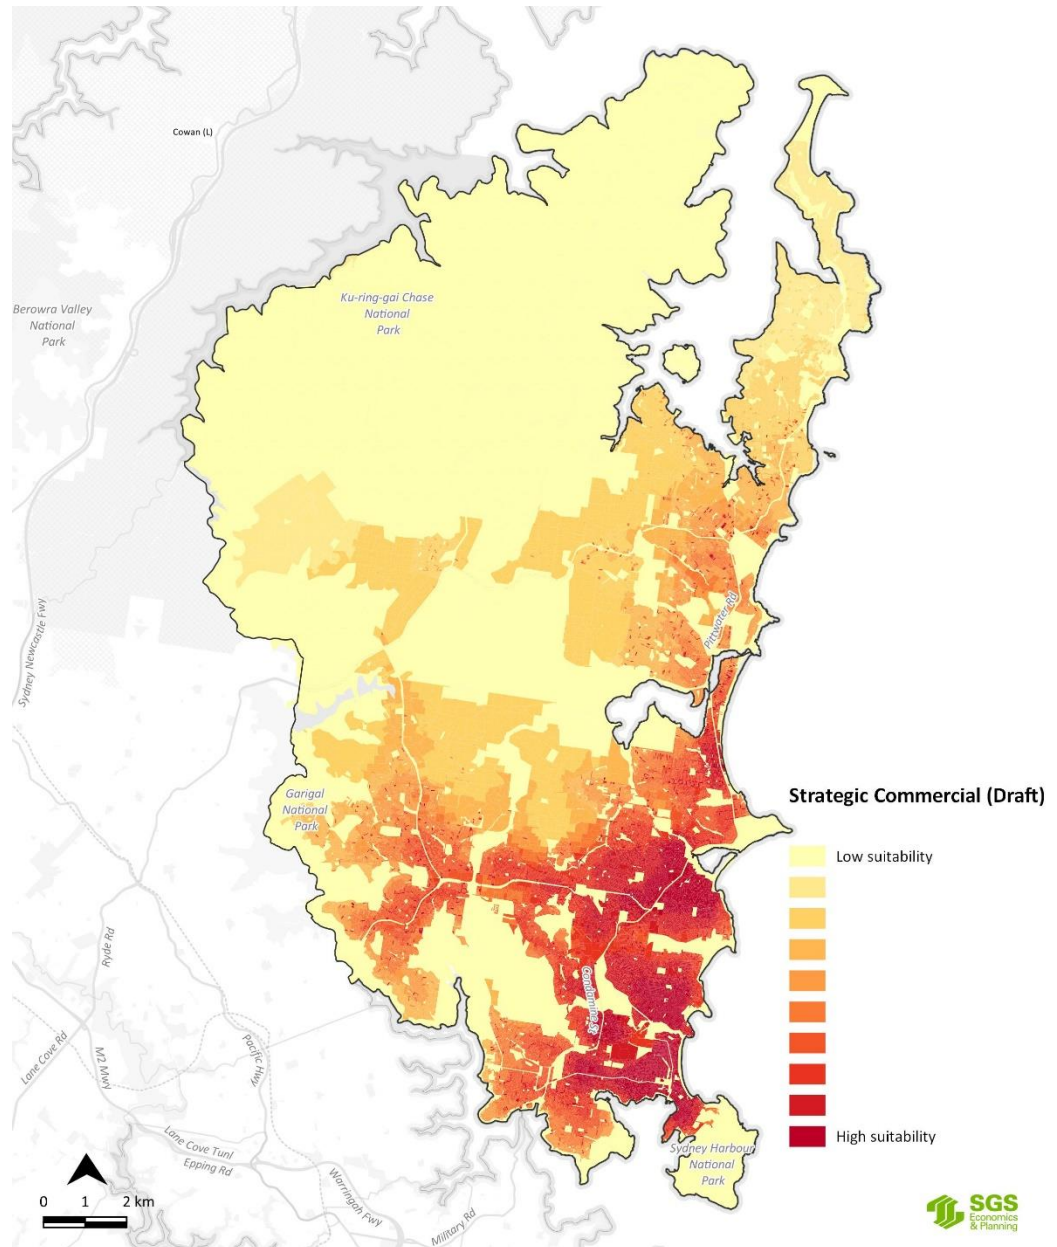 Cowan (L)
Ku-ring-gai Chase
National
Park
Berowra Valley
National
Park
Sydney Newcastle Fwy
Pittwater Rd
Garigal
National
Park
Strategic Commercial (Draft)
Low suitability
High suitability
Ryde Rd
Condamine St
Lane Cove Rd
M2 Mwy
Pacific Hwy
Lane Cove Tunl
Epping Rd
Warringah Fwy
Military Rd
Sydney Harbour
National
Park
0 1 2 km
SGS
Economics
& Planning